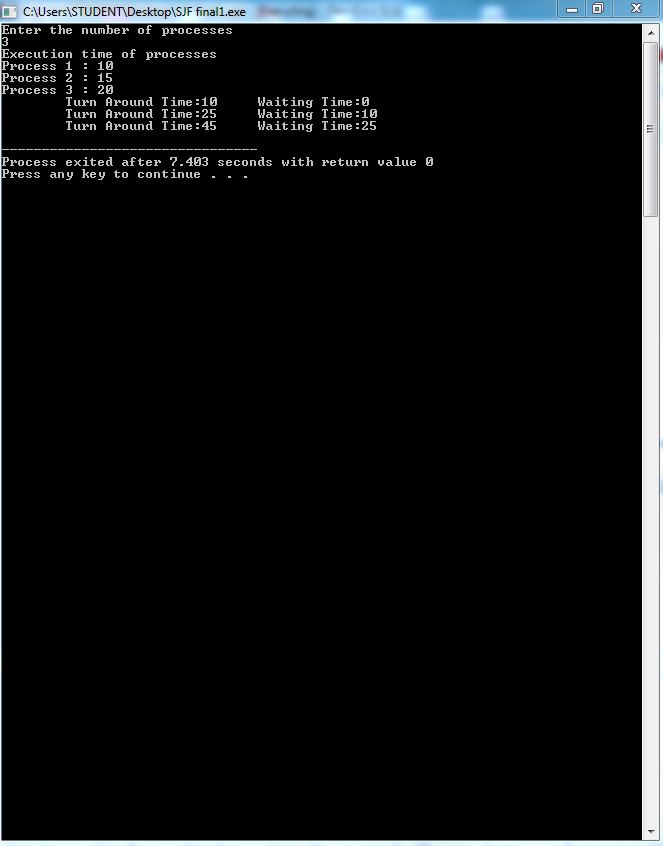 C:\Users\STUDENT\Desktop\SJF final1.exe
Enter the number of processes
3
Execution time of processes
Process 1 : 10
Process 2 : 15
Process 3 : 20
Turn Around Time:10 Waiting Time:0
Turn Around Time:25 Waiting Time:10
Turn Around Time:45 Waiting Time:25
--------------------------------
Process exited after 7.403 seconds with return value 0
Press any key to continue . . .